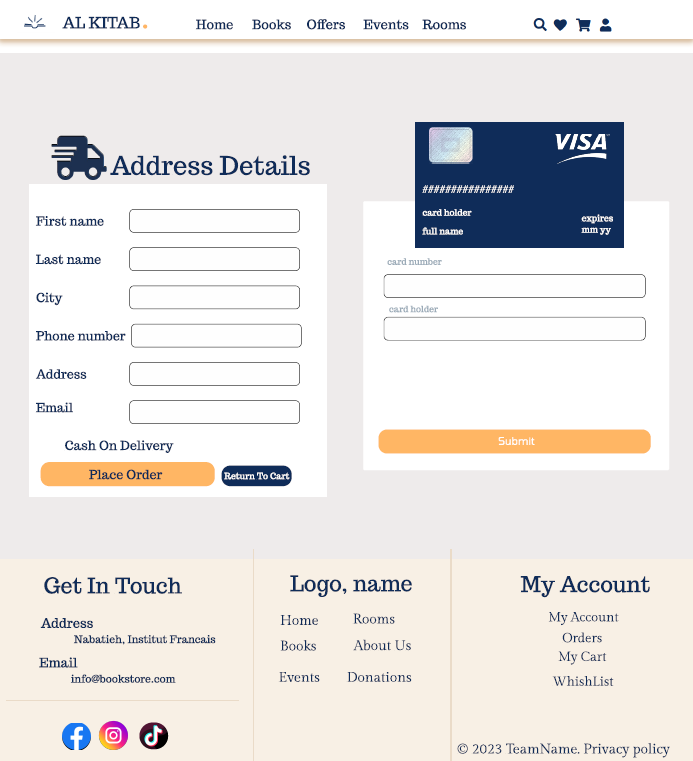 AL KITAB.
Home Books Offers Events Rooms
Address Details
First name
Last name
City
Phone number
Address
Email
Cash On Delivery
Place Order
Return To Cart
VISA
################
card holder
full name
expires
mm yy
card number
card holder
Submit
Get In Touch
Address
Nabatieh, Institut Francais
Email
info@bookstore.com
Logo, name
Home Rooms
Books About Us
Events Donations
My Account
My Account
Orders
My Cart
WhishList
© 2023 TeamName. Privacy policy